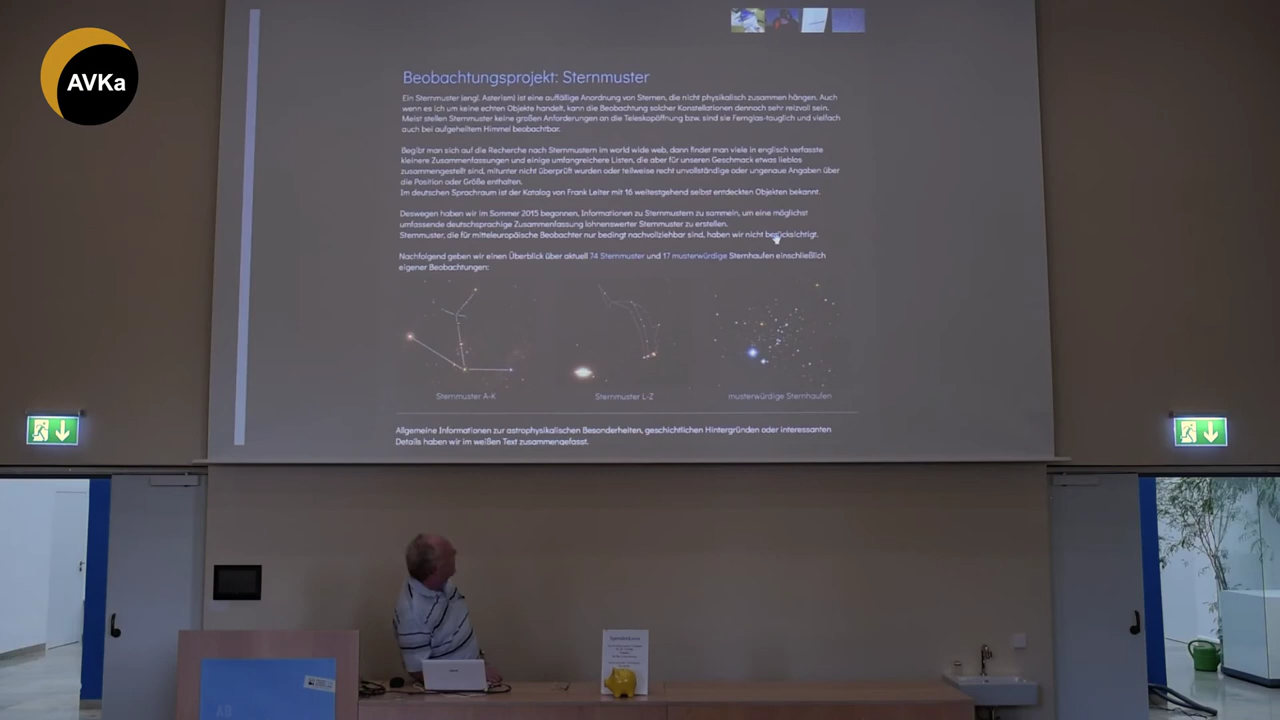 AVKa
Beobachtungsprojekt: Sternmuster
Ein Sternmuster (engl. Asterism) ist eine auffällige Anordnung von Sternen, die nicht physikalisch zusammen hängen. Auch
wenn es ich um keine echten Objekte handelt, kann die Beobachtung solcher Konstellationen dennoch sehr reizvoll sein.
Meist stellen Sternmuster keine großen Anforderungen an die Teleskopöffnung bzw. sind sie Fernglas-tauglich und vielfach
auch bei aufgehelltem Himmel beobachtbar.
Begibt man sich auf die Recherche nach Sternmustern im world wide web, dann findet man viele in englisch verfasste
kleinere Zusammenfassungen und einige umfangreichere Listen, die aber für unseren Geschmack etwas lieblos
zusammengestellt sind, mitunter nicht überprüft wurden oder teilweise recht unvollständige oder ungenaue Angaben über
die Position oder Größe enthalten.
Im deutschen Sprachraum ist der Katalog von Frank Leiter mit 16 weitestgehend selbst entdeckten Objekten bekannt.
Deswegen haben wir im Sommer 2015 begonnen, Informationen zu Sternmustern zu sammeln, um eine möglichst
umfassende deutschsprachige Zusammenfassung lohnenswerter Sternmuster zu erstellen.
Sternmuster, die für mitteleuropäische Beobachter nur bedingt nachvollziehbar sind, haben wir nicht berücksichtigt.
Nachfolgend geben wir einen Überblick über aktuell 74 Sternmuster und 17 musterwürdige Sternhaufen einschließlich
eigener Beobachtungen:
Sternmuster A-K
Sternmuster L-Z
musterwürdige Sternhaufen
Allgemeine Informationen zur astrophysikalischen Besonderheiten, geschichtlichen Hintergründen oder interessanten
Details haben wir im weißen Text zusammengefasst.